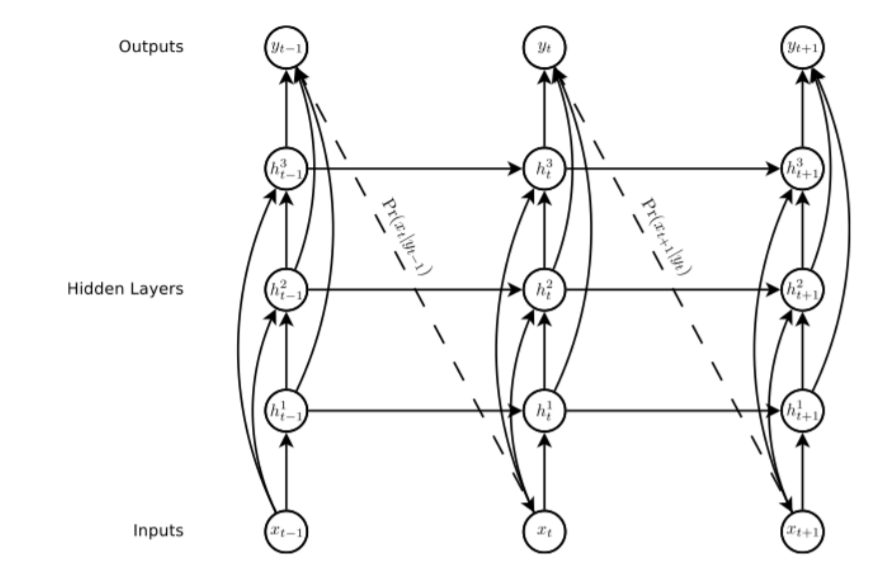 Outputs y_{t−1} y_t y_{t+1}
h^3_{t−1} h^3_t h^3_{t+1}
Pr(x_t|y_{t−1}) Pr(x_{t+1}|y_t)
Hidden Layers h^2_{t−1} h^2_t h^2_{t+1}
h^1_{t−1} h^1_t h^1_{t+1}
Inputs x_{t−1} x_t x_{t+1}